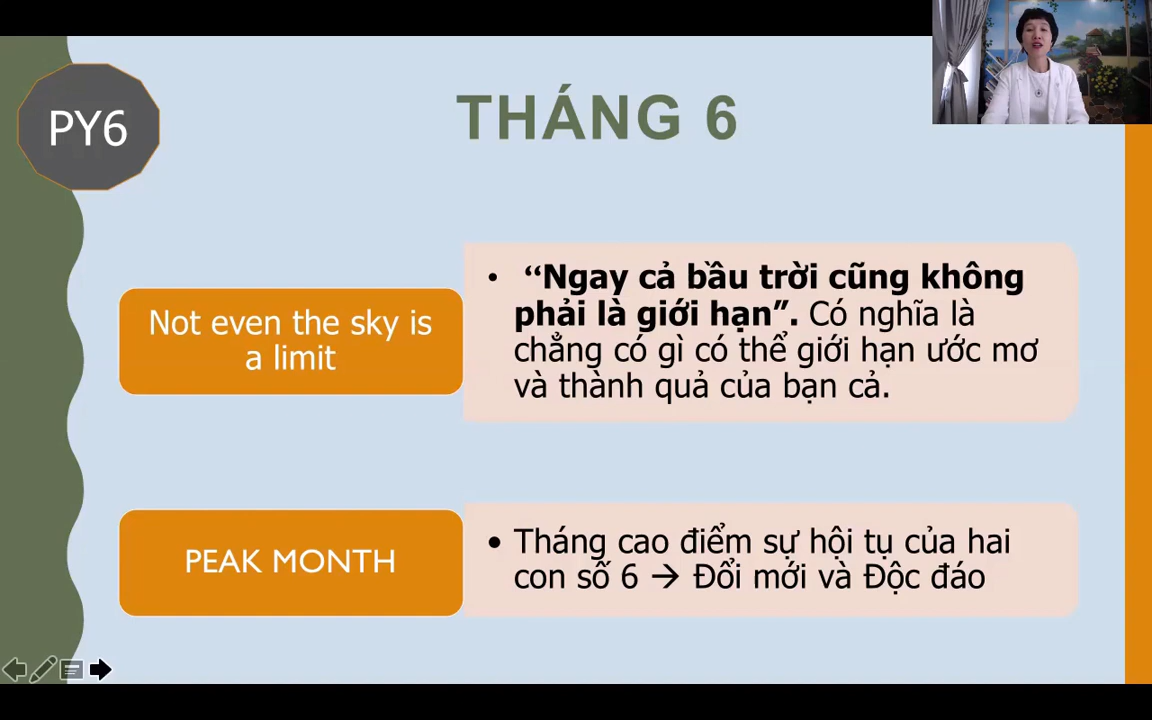 PY6
THÁNG 6
Not even the sky is
a limit
• “Ngay cả bầu trời cũng không
phải là giới hạn”. Có nghĩa là
chẳng có gì có thể giới hạn ước mơ
và thành quả của bạn cả.
PEAK MONTH
• Tháng cao điểm sự hội tụ của hai
con số 6 → Đổi mới và Độc đáo